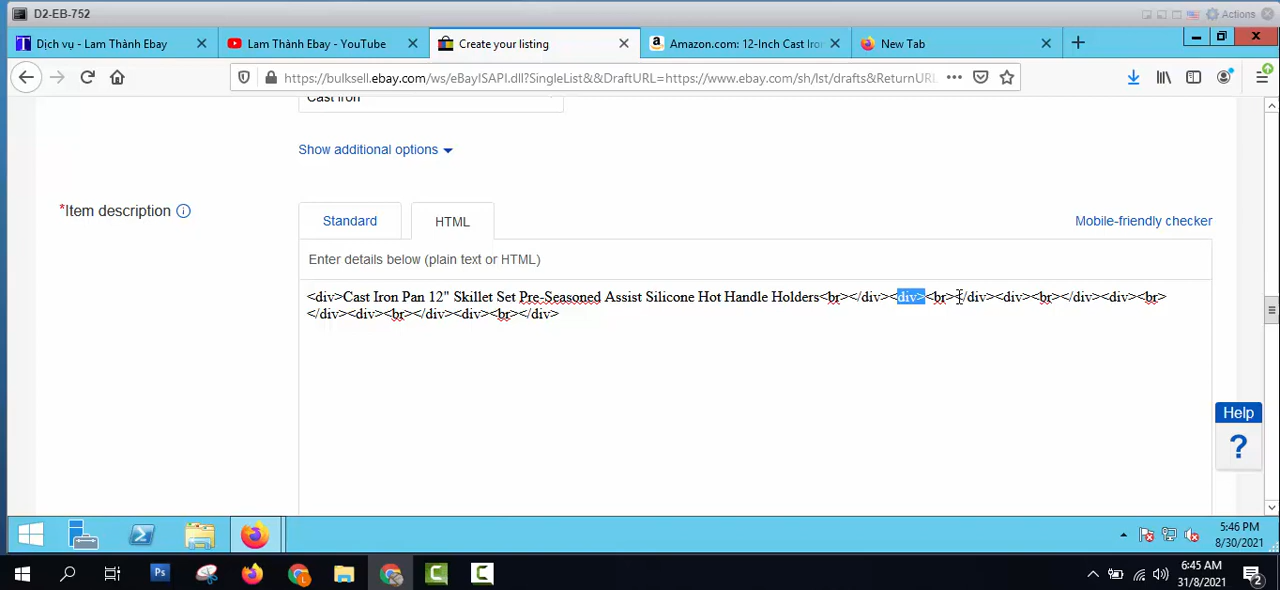 D2-EB-752
Actions
Dịch vụ - Lam Thành Ebay
Lam Thành Ebay - YouTube
Create your listing
Amazon.com: 12-Inch Cast Iron
New Tab
https://bulksell.ebay.com/ws/eBayISAPI.dll?SingleList&&DraftURL=https://www.ebay.com/sh/lst/drafts&ReturnURL
Cast Iron
Show additional options
*Item description
Standard
HTML
Mobile-friendly checker
Enter details below (plain text or HTML)
<div>Cast Iron Pan 12" Skillet Set Pre-Seasoned Assist Silicone Hot Handle Holders<br></div><div><br></div><div><br></div><div><br>
</div><div><br></div><div><br></div>
Help
?
5:46 PM
8/30/2021
6:45 AM
31/8/2021
2